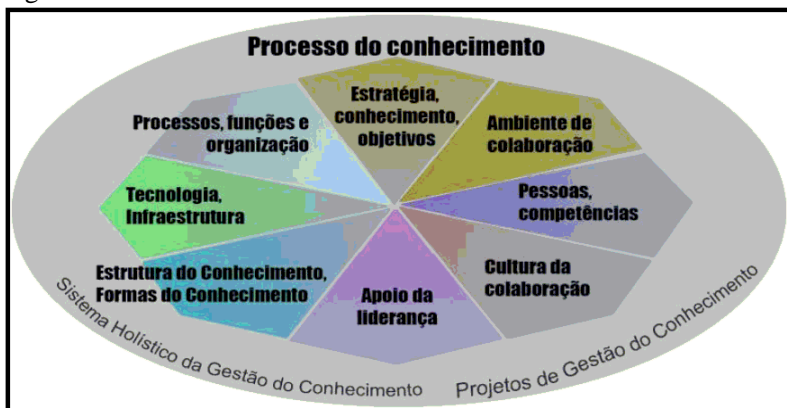 Processo do conhecimento
Estratégia,
conhecimento,
objetivos
Ambiente de
colaboração
Pessoas,
competências
Cultura da
colaboração
Apoio da
liderança
Estrutura do Conhecimento,
Formas do Conhecimento
Tecnologia,
Infraestrutura
Processos, funções e
organização
Sistema Holístico da Gestão do Conhecimento
Projetos de Gestão do Conhecimento